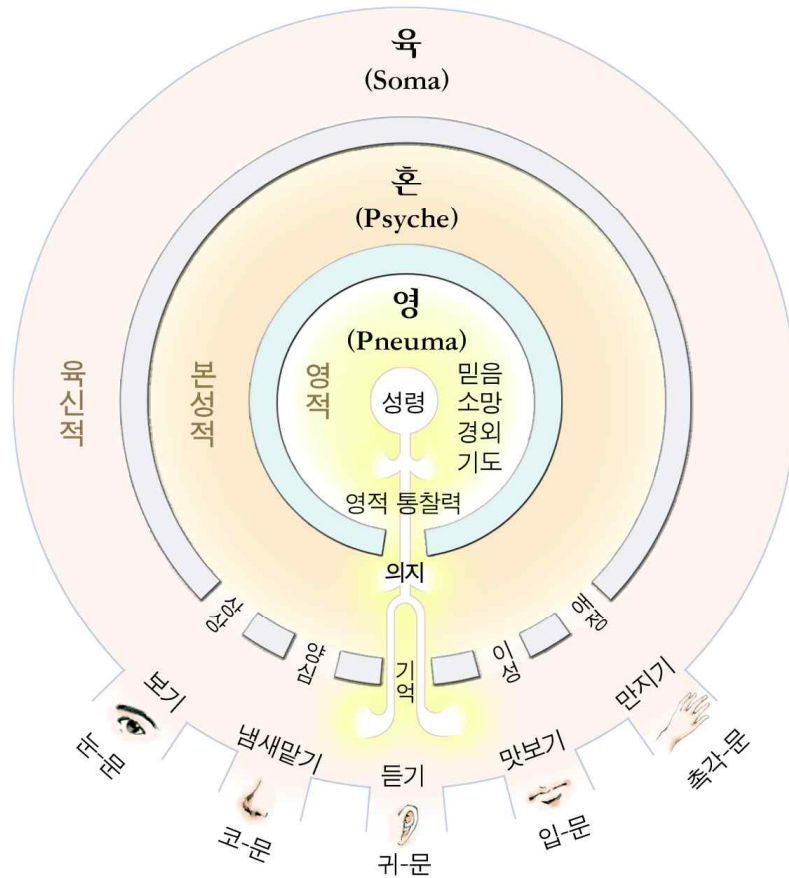 육
(Soma)
혼
(Psyche)
영
(Pneuma)
육신적
본성적
영적
성령
믿음
소망
경외
기도
영적 통찰력
의지
상상
양심
기억
이성
애정
보기
냄새맡기
듣기
맛보기
만지기
눈-문
코-문
귀-문
입-문
촉각-문